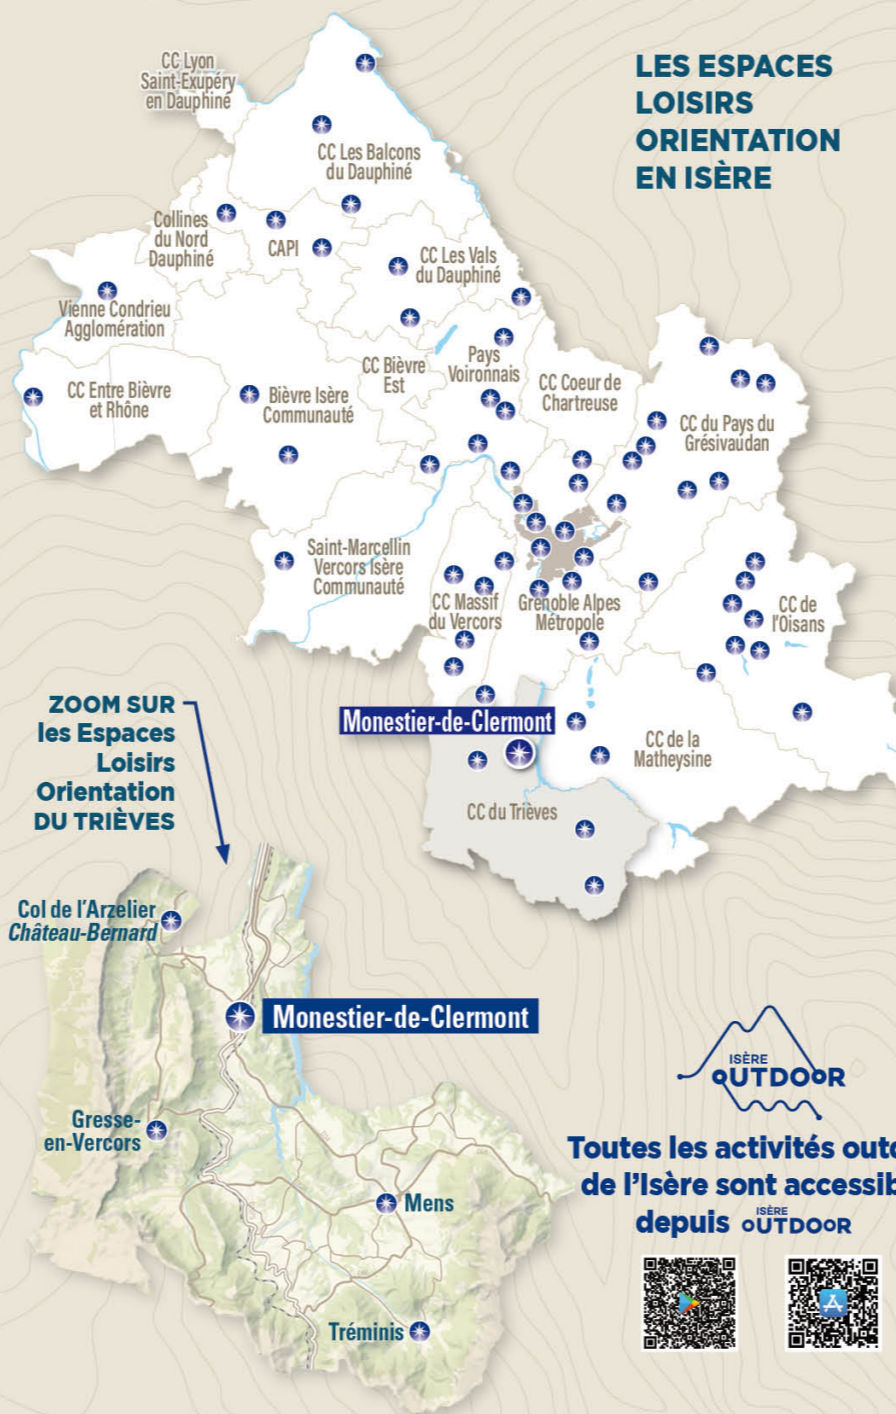 LES ESPACES
LOISIRS
ORIENTATION
EN ISÈRE
CC Lyon
Saint-Exupéry
en Dauphiné
CC Les Balcons
du Dauphiné
Collines
du Nord
Dauphiné
CAPI
CC Les Vals
du Dauphiné
Vienne Condrieu
Agglomération
CC Bièvre
Est
Pays
Voironnais
CC Coeur de
Chartreuse
CC Entre Bièvre
et Rhône
Bièvre Isère
Communauté
CC du Pays du
Grésivaudan
Saint-Marcellin
Vercors Isère
Communauté
CC Massif
du Vercors
Grenoble Alpes
Métropole
CC de
l'Oisans
Monestier-de-Clermont
CC de la
Matheysine
CC du Trièves
ZOOM SUR
les Espaces
Loisirs
Orientation
DU TRIÈVES
Col de l'Arzelier
Château-Bernard
Monestier-de-Clermont
Gresse-
en-Vercors
Mens
Tréminis
ISÈRE
OUTDOOR
Toutes les activités
de l'Isère sont
depuis ISÈRE OUTDOOR